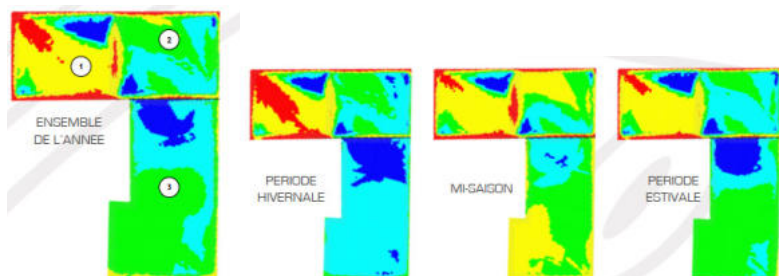 1
2
ENSEMBLE
DE L'ANNEE
3
PERIODE
HIVERNALE
MI-SAISON
PERIODE
ESTIVALE